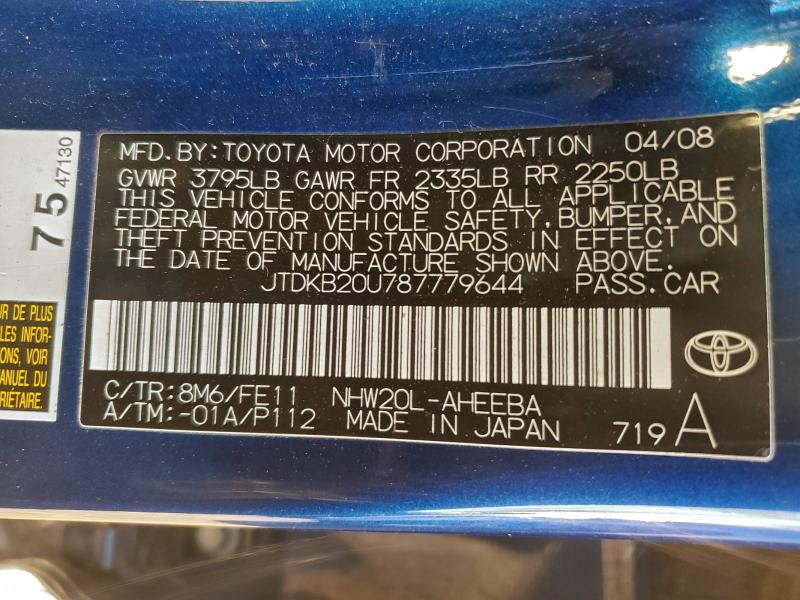 MFD. BY: TOYOTA MOTOR CORPORATION 04/08
GVWR 3795LB GAWR FR 2335LB RR 2250LB
THIS VEHICLE CONFORMS TO ALL APPLICABLE
FEDERAL MOTOR VEHICLE SAFETY, BUMPER, AND
THEFT PREVENTION STANDARDS IN EFFECT ON
THE DATE OF MANUFACTURE SHOWN ABOVE.
JTDKB20U787779644 PASS. CAR
C/TR: 8M6/FE11 NHW20L-AHEEBA
A/TM: -01A/P112 MADE IN JAPAN 719 A
75
47130
UR DE PLUS
LES INFOR-
ONS, VOIR
MANUEL DU
RIÉTAIRE.